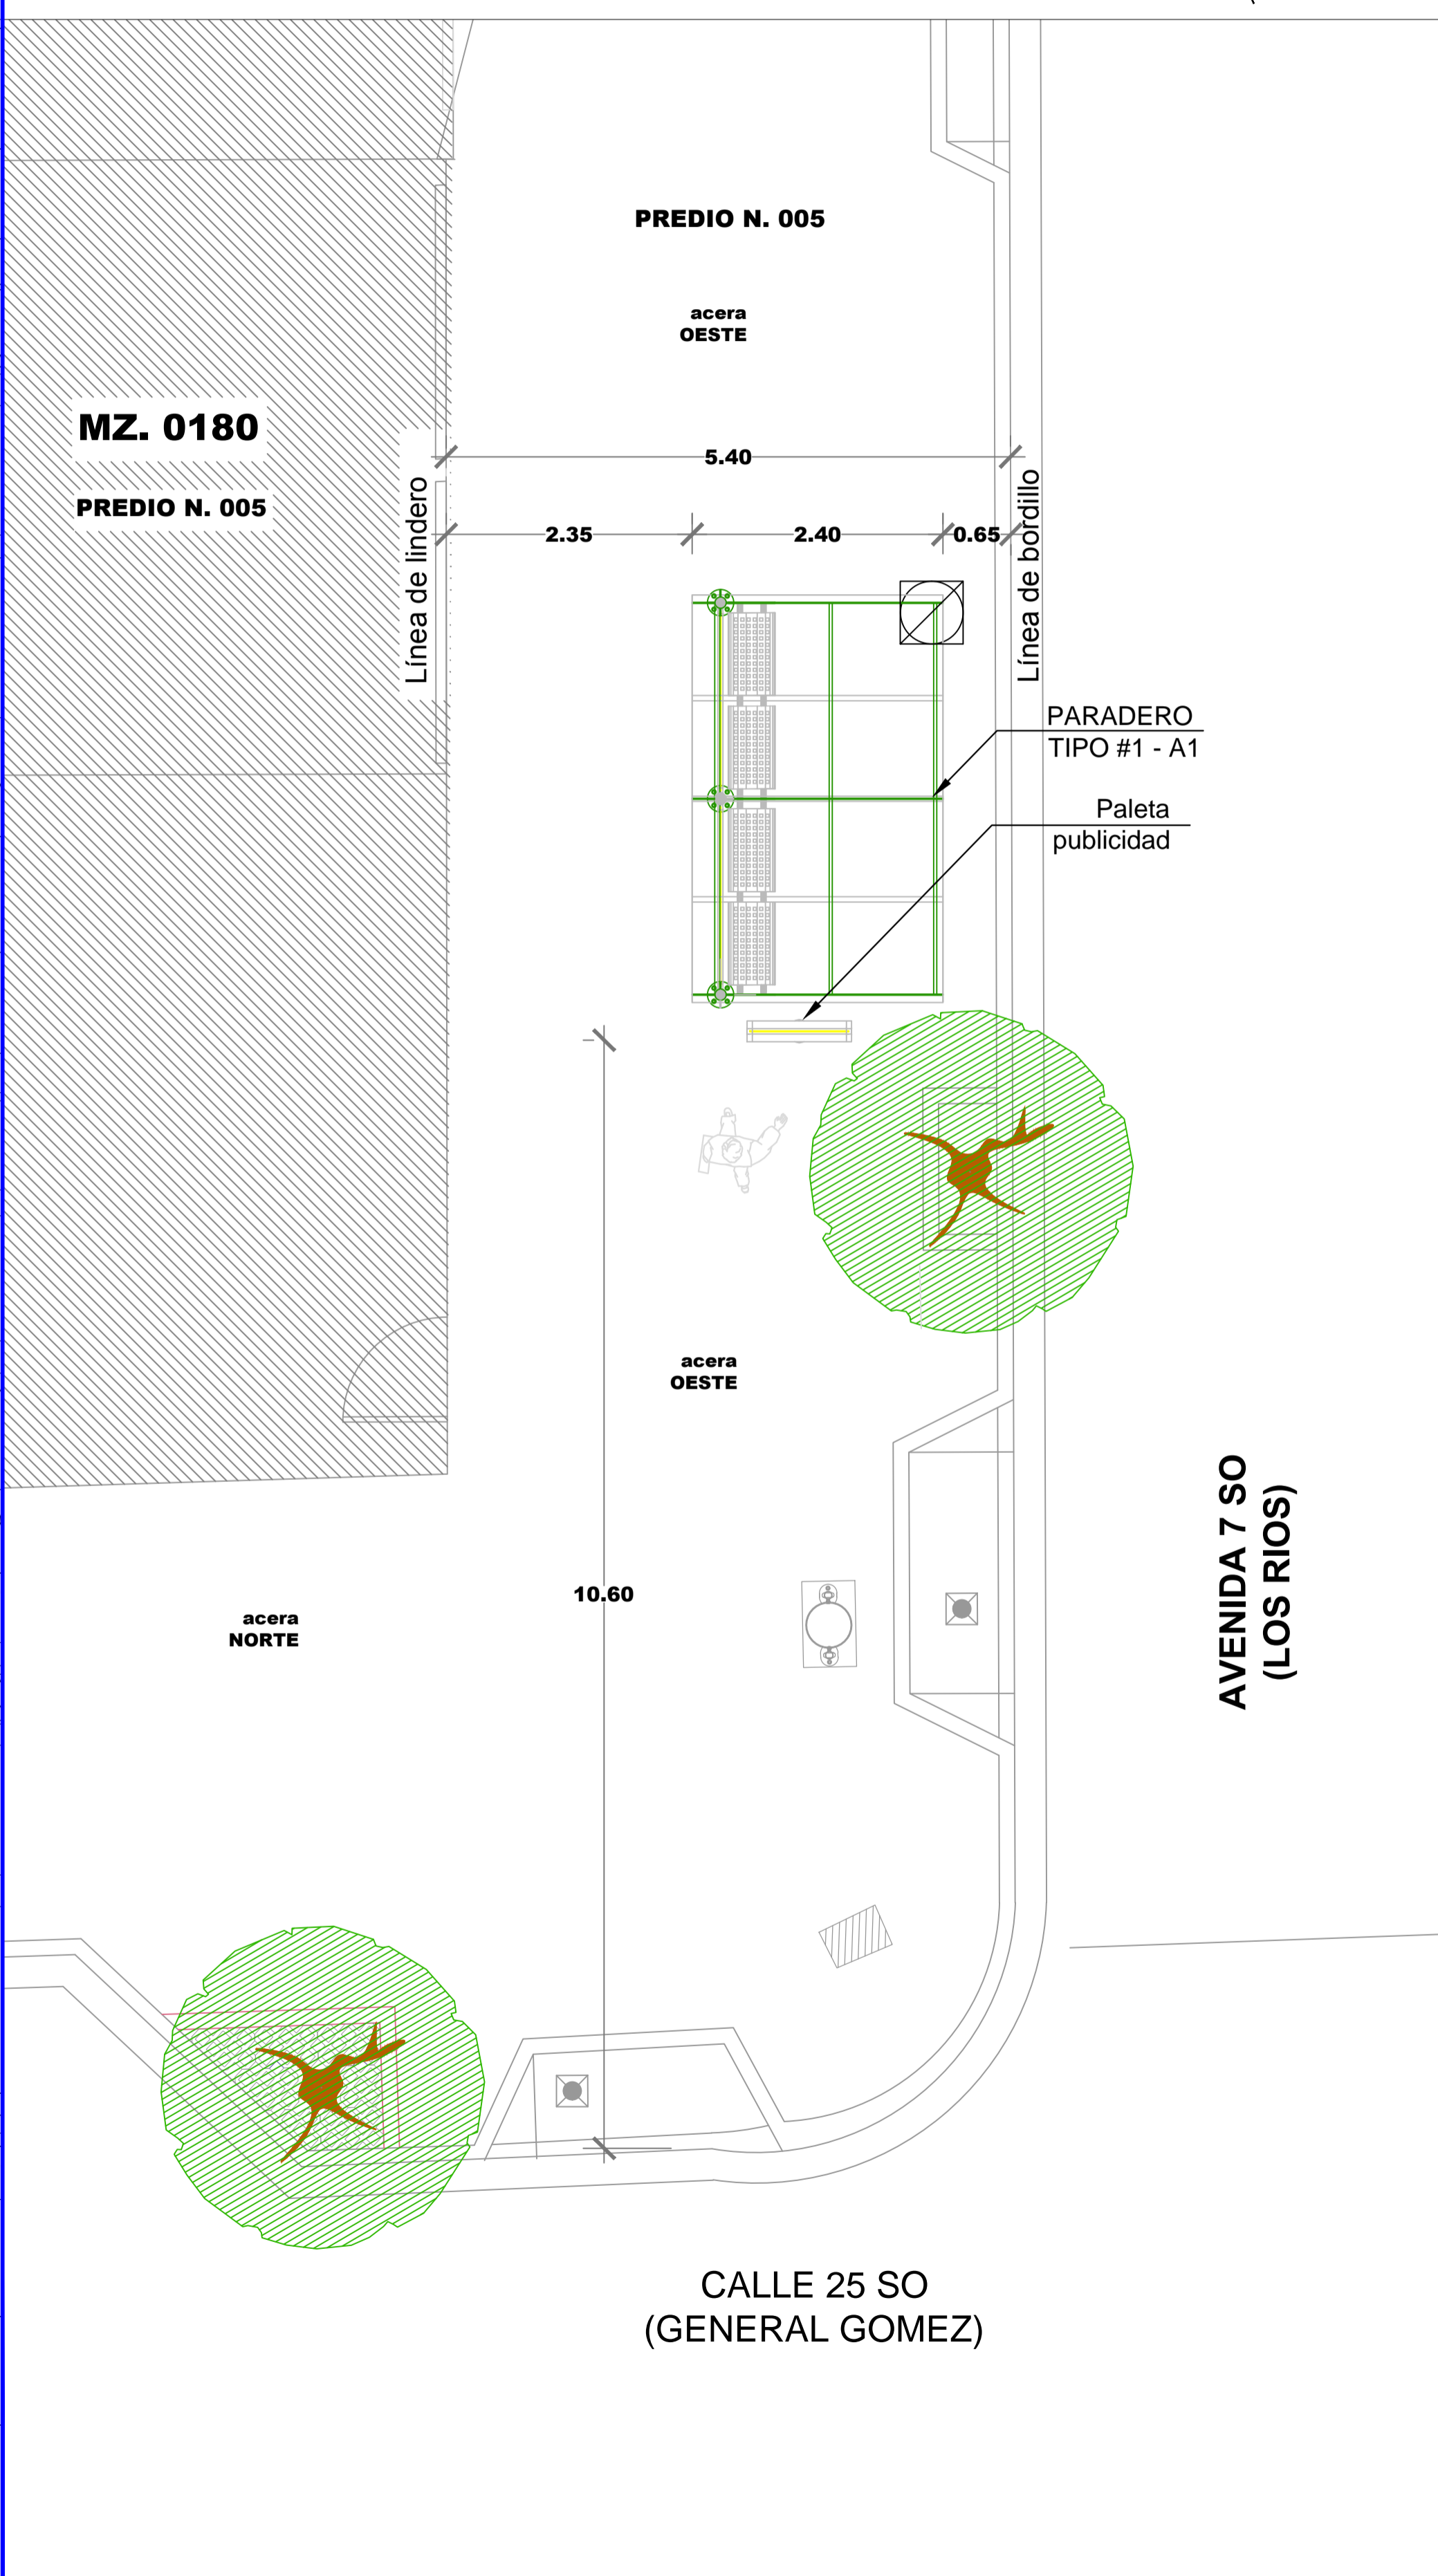 PREDIO N. 005
acera
OESTE
MZ. 0180
PREDIO N. 005
5.40
2.35
2.40
0.65
Línea de lindero
Línea de bordillo
PARADERO
TIPO #1 - A1
Paleta
publicidad
acera
OESTE
10.60
acera
NORTE
AVENIDA 7 SO
(LOS RIOS)
CALLE 25 SO
(GENERAL GOMEZ)